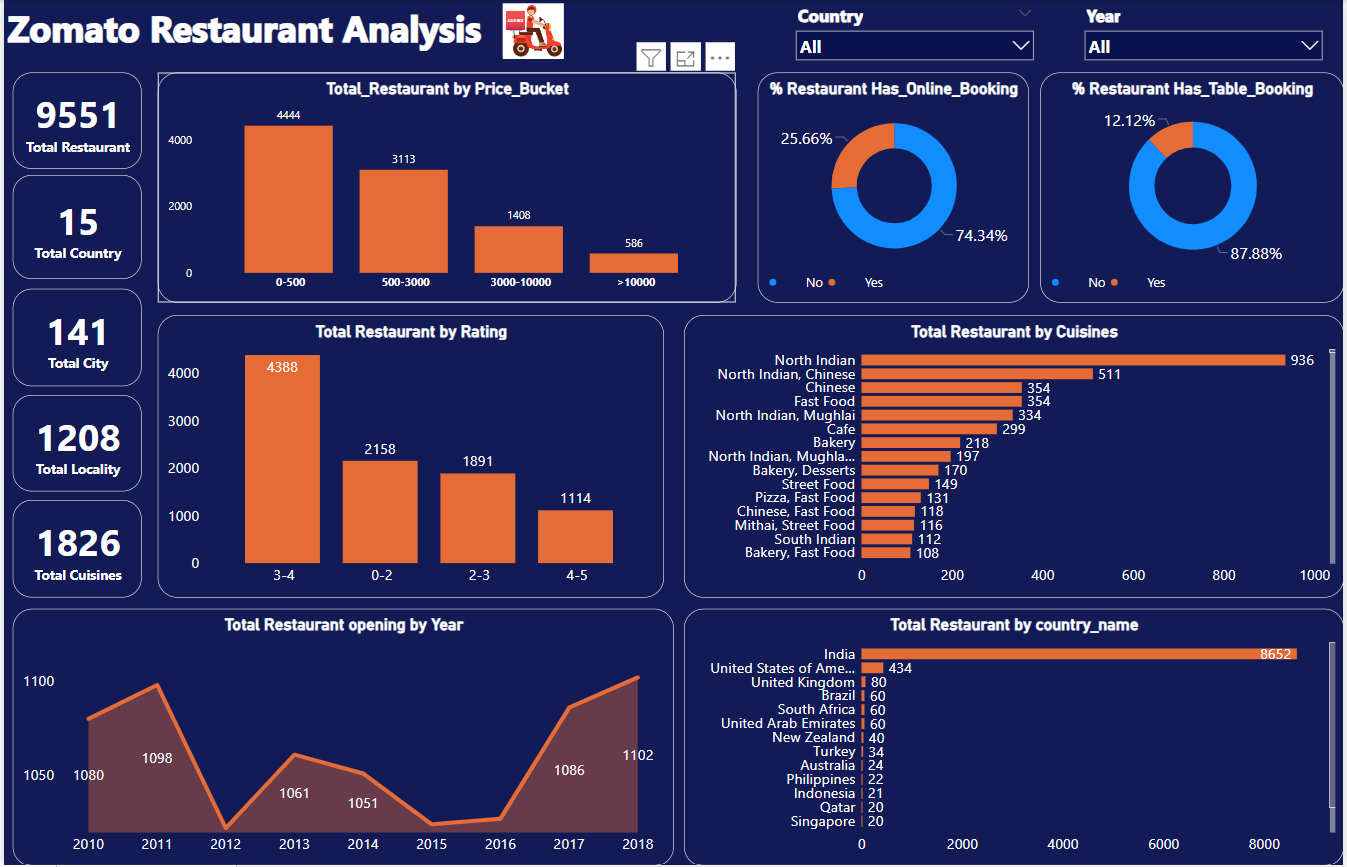 Zomato Restaurant Analysis
Country
All
Year
All
9551
Total Restaurant
15
Total Country
141
Total City
1208
Total Locality
1826
Total Cuisines
Total_Restaurant by Price_Bucket
4000
2000
0
4444
3113
1408
586
0-500
500-3000
3000-10000
>10000
% Restaurant Has_Online_Booking
25.66%
74.34%
No
Yes
% Restaurant Has_Table_Booking
12.12%
87.88%
No
Yes
Total Restaurant by Rating
4000
3000
2000
1000
0
4388
2158
1891
1114
3-4
0-2
2-3
4-5
Total Restaurant by Cuisines
North Indian 936
North Indian, Chinese 511
Chinese 354
Fast Food 354
North Indian, Mughlai 334
Cafe 299
Bakery 218
North Indian, Mughla... 197
Bakery, Desserts 170
Street Food 149
Pizza, Fast Food 131
Chinese, Fast Food 118
Mithai, Street Food 116
South Indian 112
Bakery, Fast Food 108
0 200 400 600 800 1000
Total Restaurant opening by Year
1100
1050
1080
1098
1061
1051
1086
1102
2010 2011 2012 2013 2014 2015 2016 2017 2018
Total Restaurant by country_name
India 8652
United States of Ame... 434
United Kingdom 80
Brazil 60
South Africa 60
United Arab Emirates 60
New Zealand 40
Turkey 34
Australia 24
Philippines 22
Indonesia 21
Qatar 20
Singapore 20
0 2000 4000 6000 8000